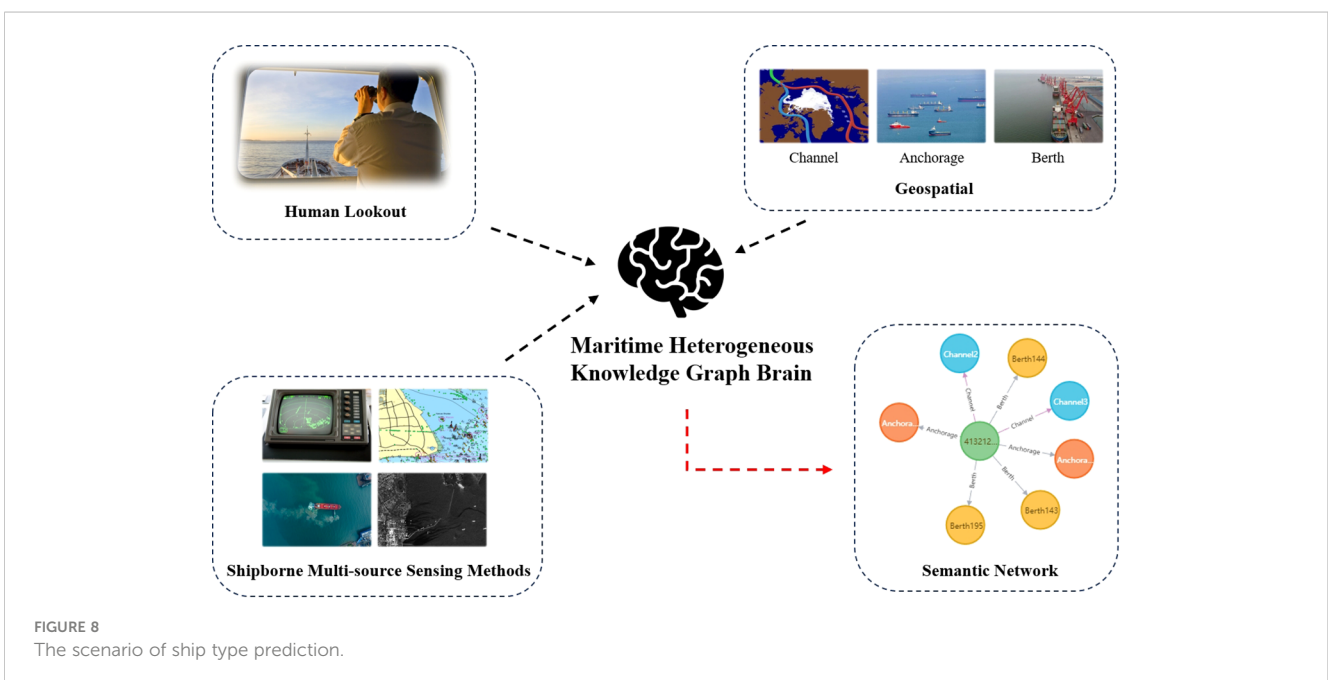 Human Lookout
Channel
Anchorage
Berth
Geospatial
Maritime Heterogeneous
Knowledge Graph Brain
Shipborne Multi-source Sensing Methods
Channel2
Berth144
Channel3
Anchora...
Anchora...
413212...
Berth195
Berth143
Channel
Berth
Channel
Anchorage
Anchorage
Berth
Berth
Semantic Network
FIGURE 8
The scenario of ship type prediction.